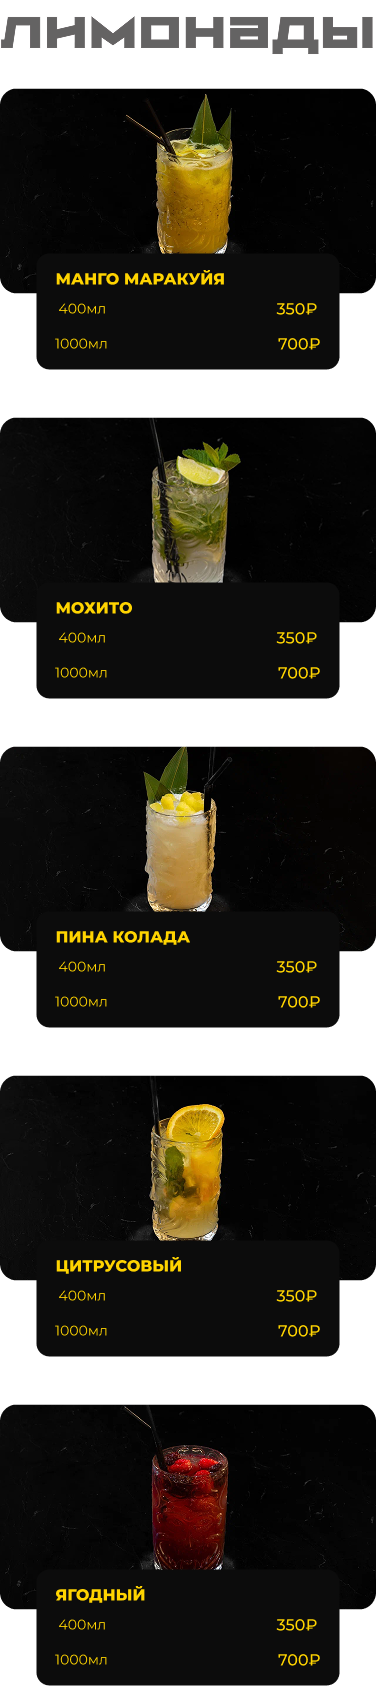 лимонады
МАНГО МАРАКУЙЯ
400мл 350₽
1000мл 700₽
МОХИТО
400мл 350₽
1000мл 700₽
ПИНА КОЛАДА
400мл 350₽
1000мл 700₽
ЦИТРУСОВЫЙ
400мл 350₽
1000мл 700₽
ЯГОДНЫЙ
400мл 350₽
1000мл 700₽